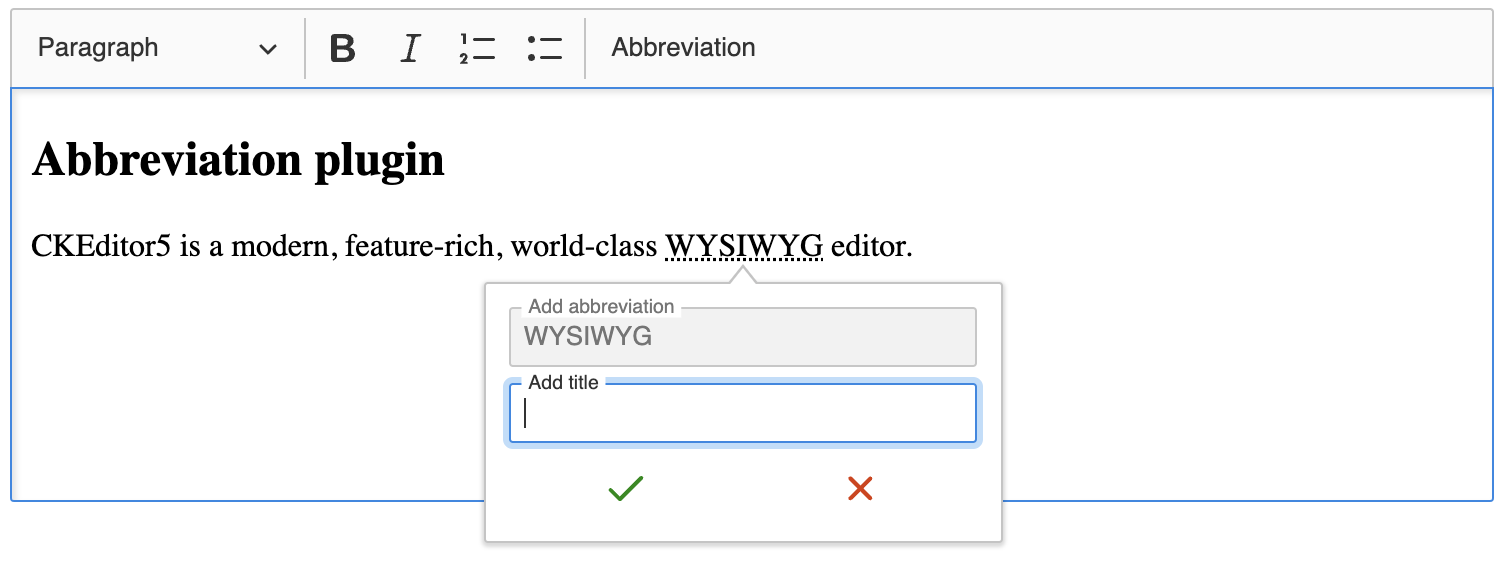 Paragraph B I Abbreviation
Abbreviation plugin
CKEditor5 is a modern, feature-rich, world-class WYSIWYG editor.
Add abbreviation
WYSIWYG
Add title